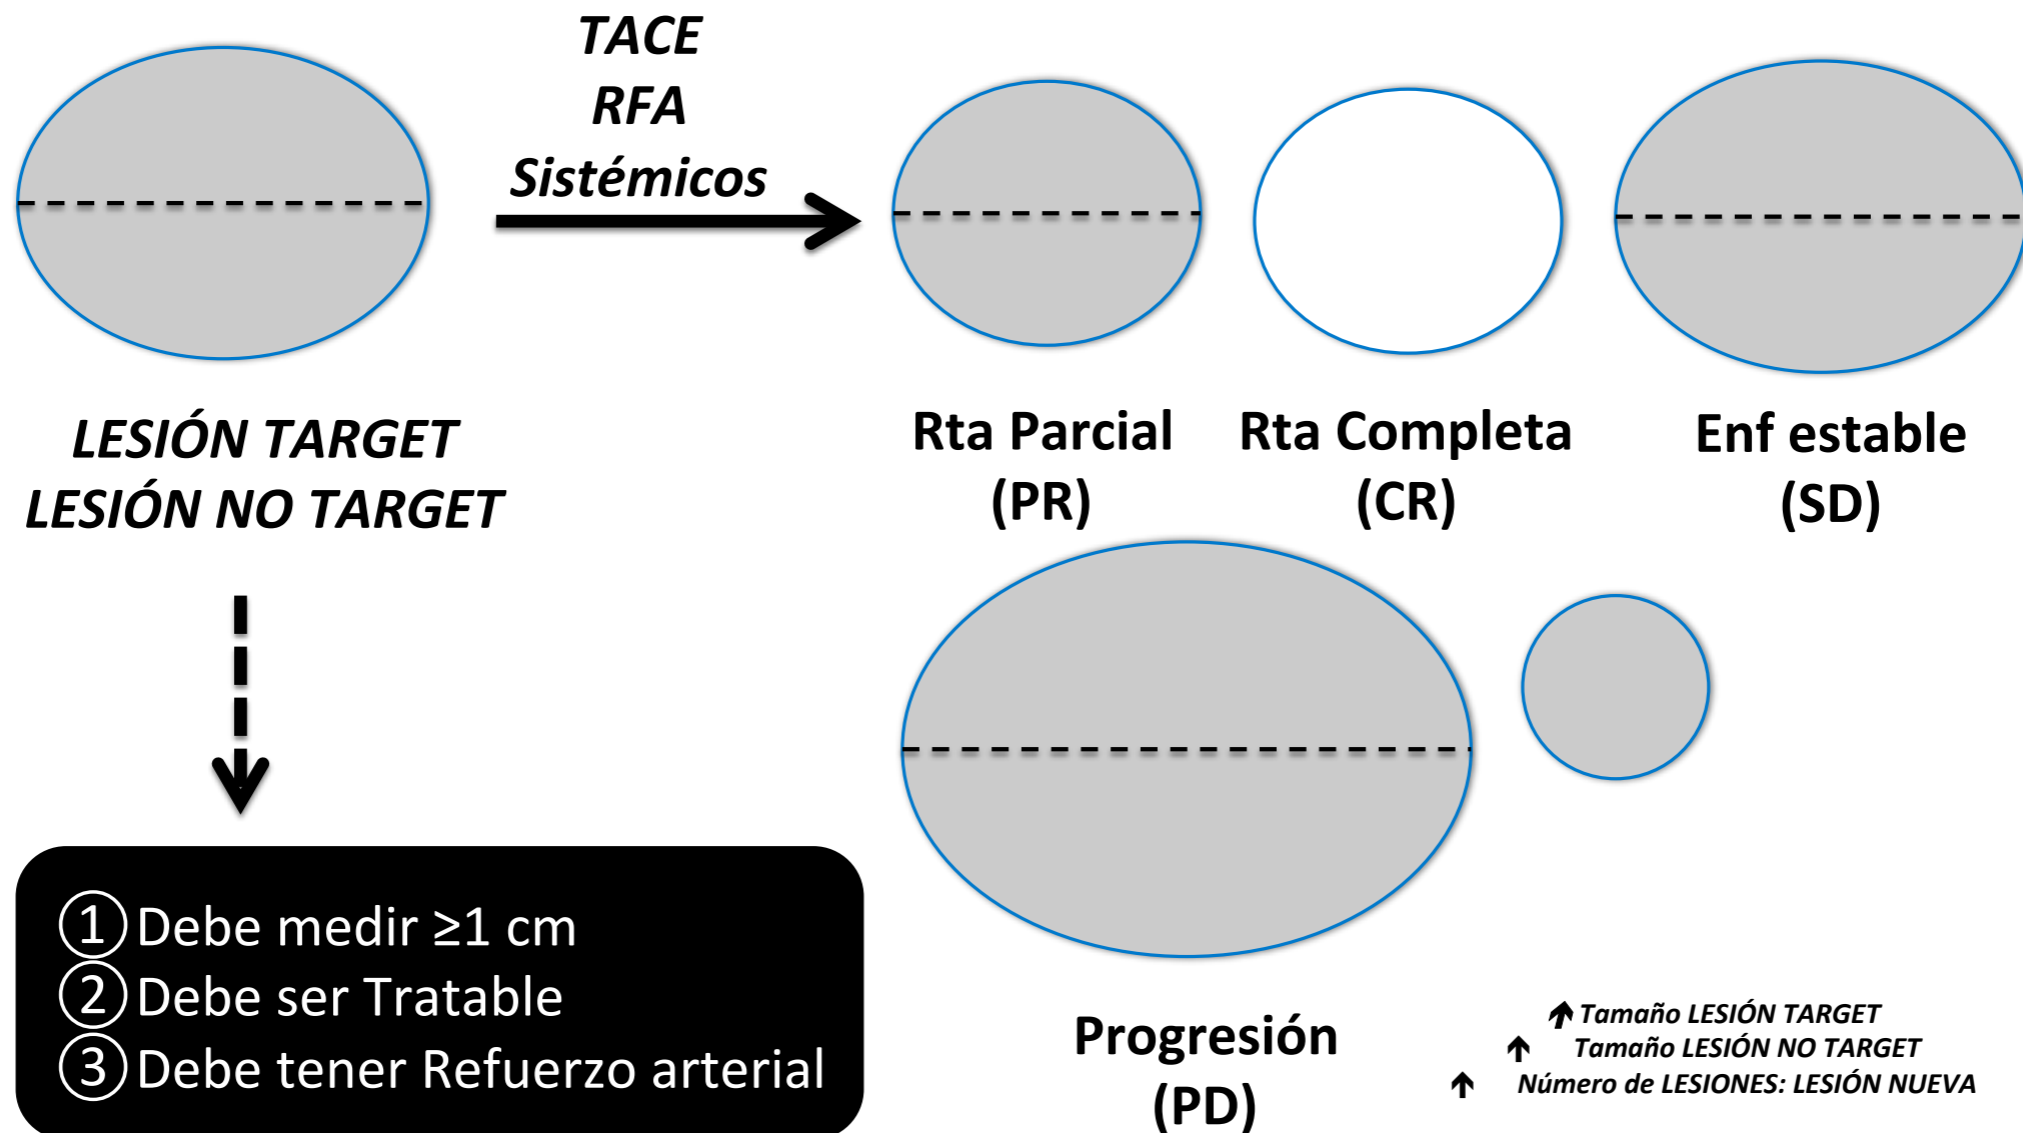 TACE
RFA
Sistémicos
LESIÓN TARGET
LESIÓN NO TARGET
Rta Parcial
(PR)
Rta Completa
(CR)
Enf estable
(SD)
① Debe medir ≥1 cm
② Debe ser Tratable
③ Debe tener Refuerzo arterial
Progresión
(PD)
↑ Tamaño LESIÓN TARGET
↑ Tamaño LESIÓN NO TARGET
↑ Número de LESIONES: LESIÓN NUEVA